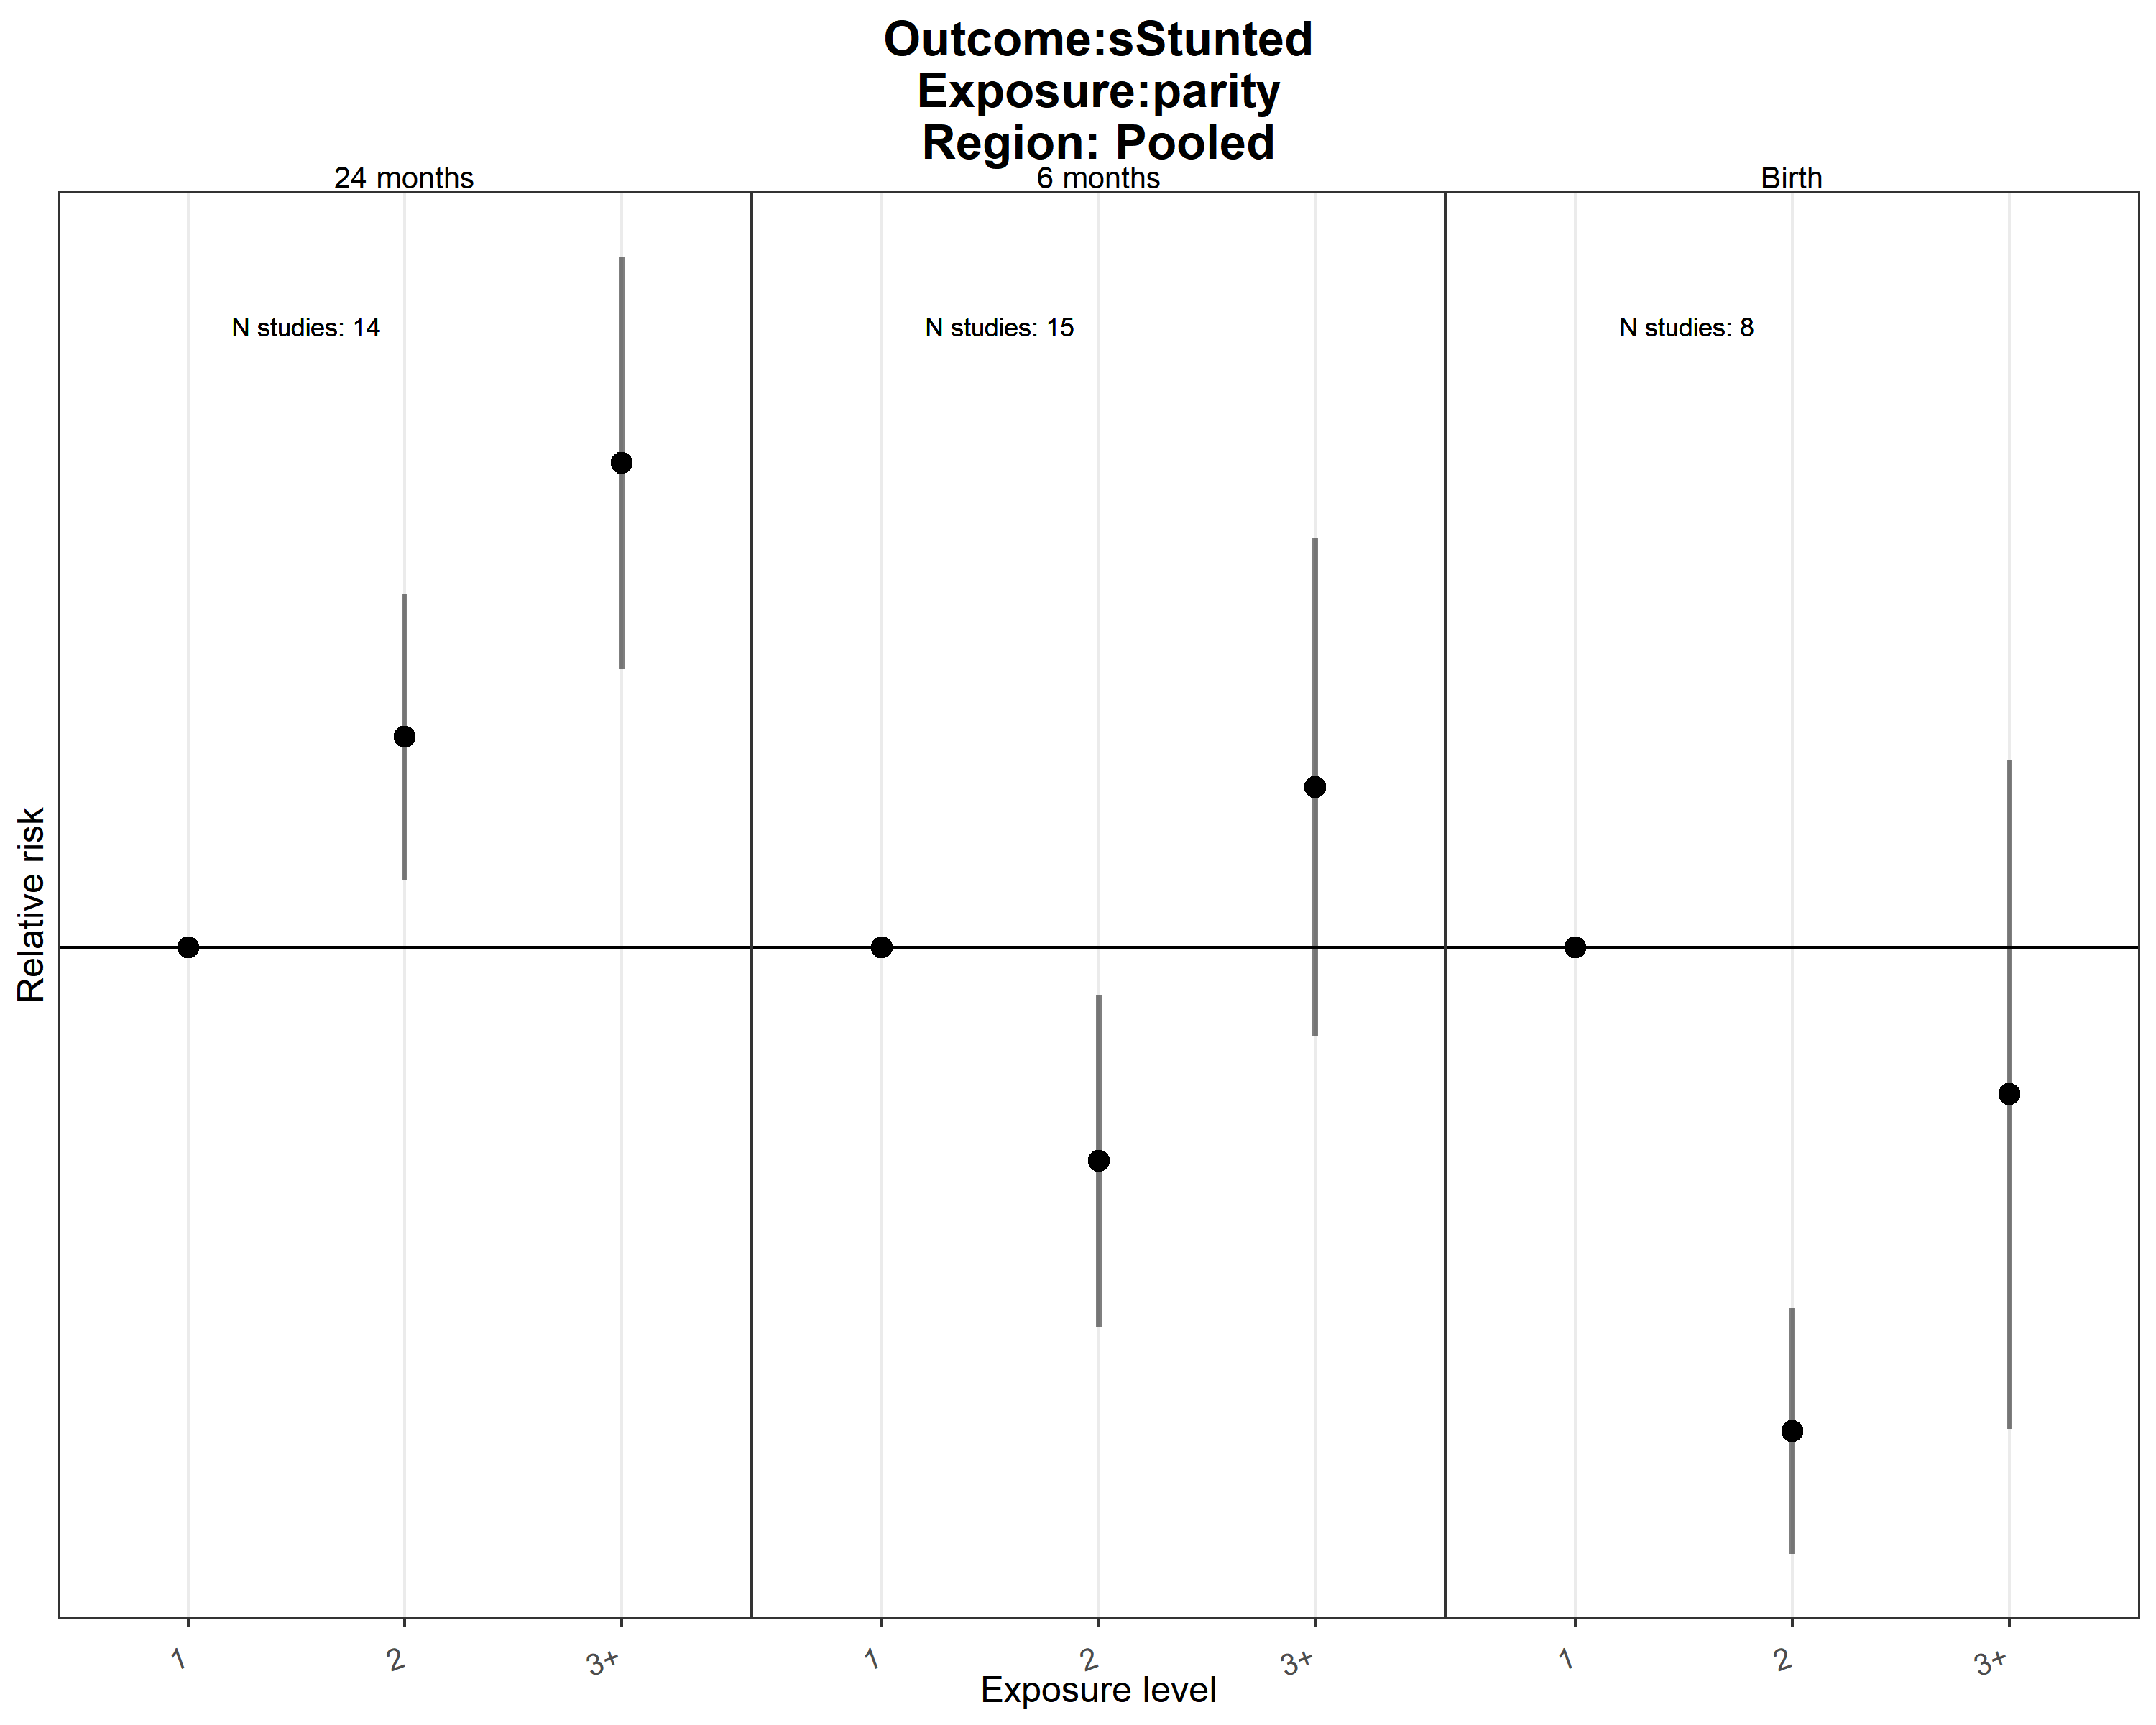 Outcome:sStunted
Exposure:parity
Region: Pooled
24 months
6 months
Birth
N studies: 14
N studies: 15
N studies: 8
Relative risk
1
2
3+
1
2
3+
1
2
3+
Exposure level